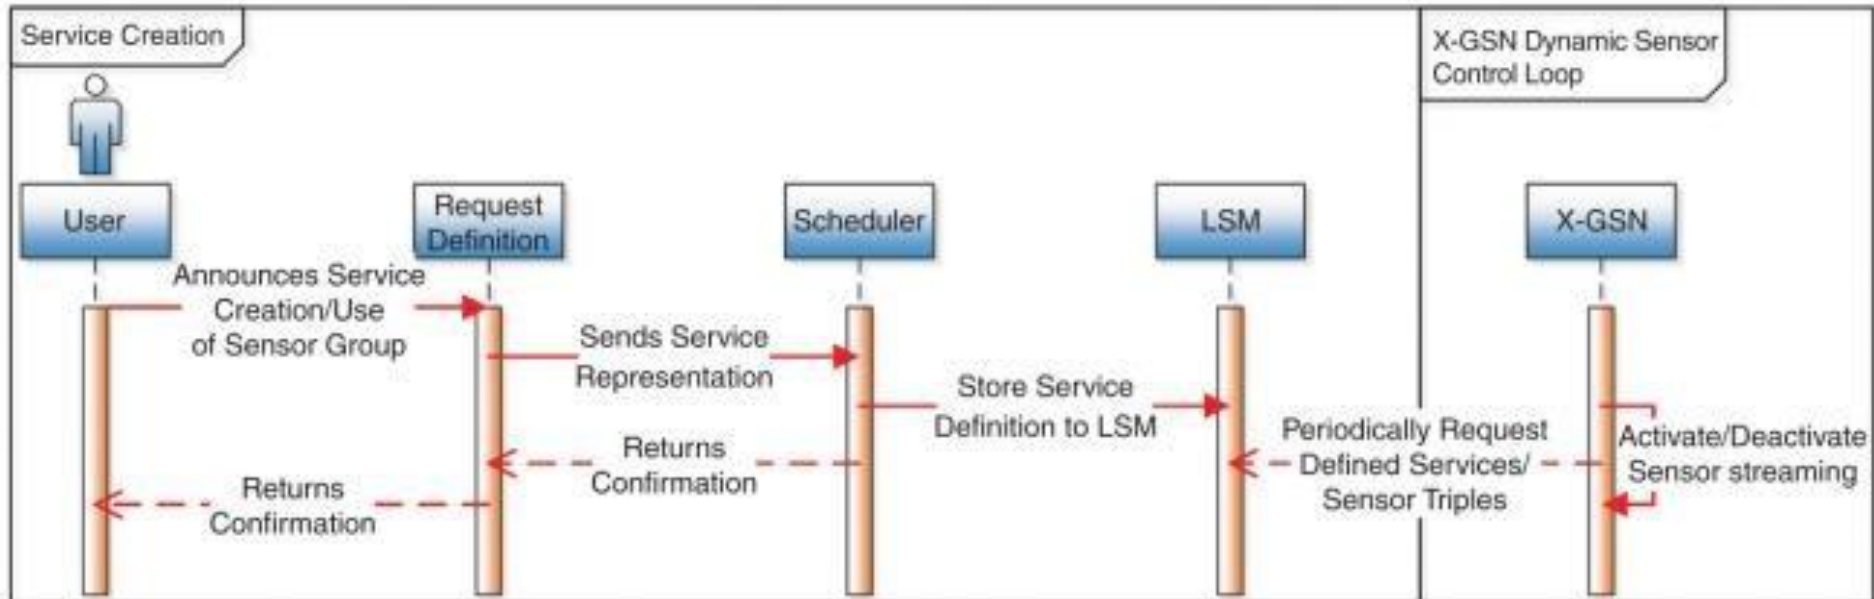 Service Creation
X-GSN Dynamic Sensor
Control Loop
User
Request
Definition
Scheduler
LSM
X-GSN
Announces Service
Creation/Use
of Sensor Group
Sends Service
Representation
Store Service
Definition to LSM
Periodically Request
Defined Services/
Sensor Triples
Activate/Deactivate
Sensor streaming
Returns
Confirmation
Returns
Confirmation